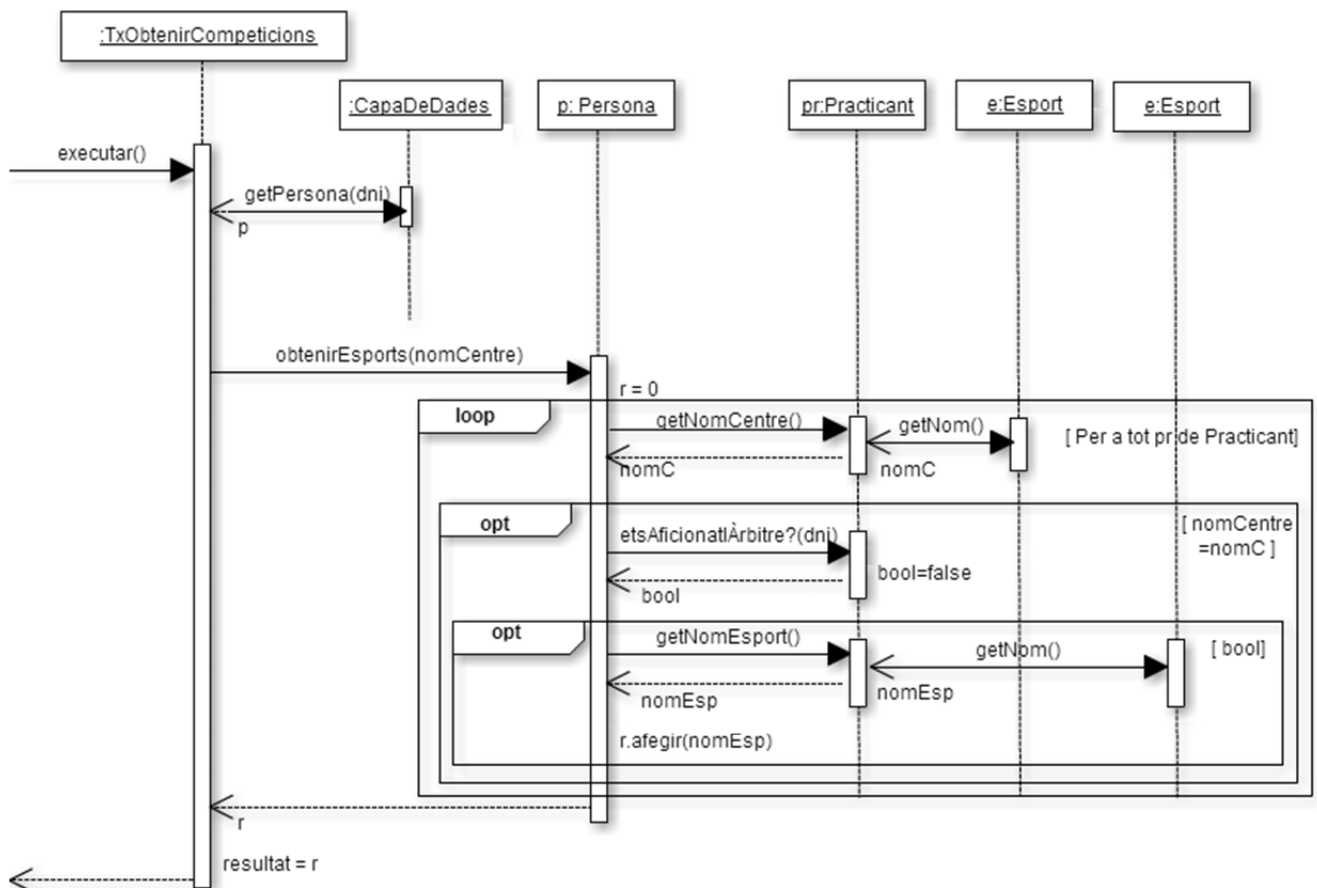 :TxObtenirCompeticions
:CapaDeDades
p: Persona
pr:Practicant
e:Esport
e:Esport
executar()
getPersona(dni)
p
obtenirEsports(nomCentre)
r = 0
loop
getNomCentre()
getNom()
[ Per a tot pr de Practicant]
nomC
nomC
opt
[ nomCentre
=nomC ]
etsAficionatIÀrbitre?(dni)
bool=false
bool
opt
getNomEsport()
getNom()
[ bool]
nomEsp
nomEsp
r.afegir(nomEsp)
r
resultat = r